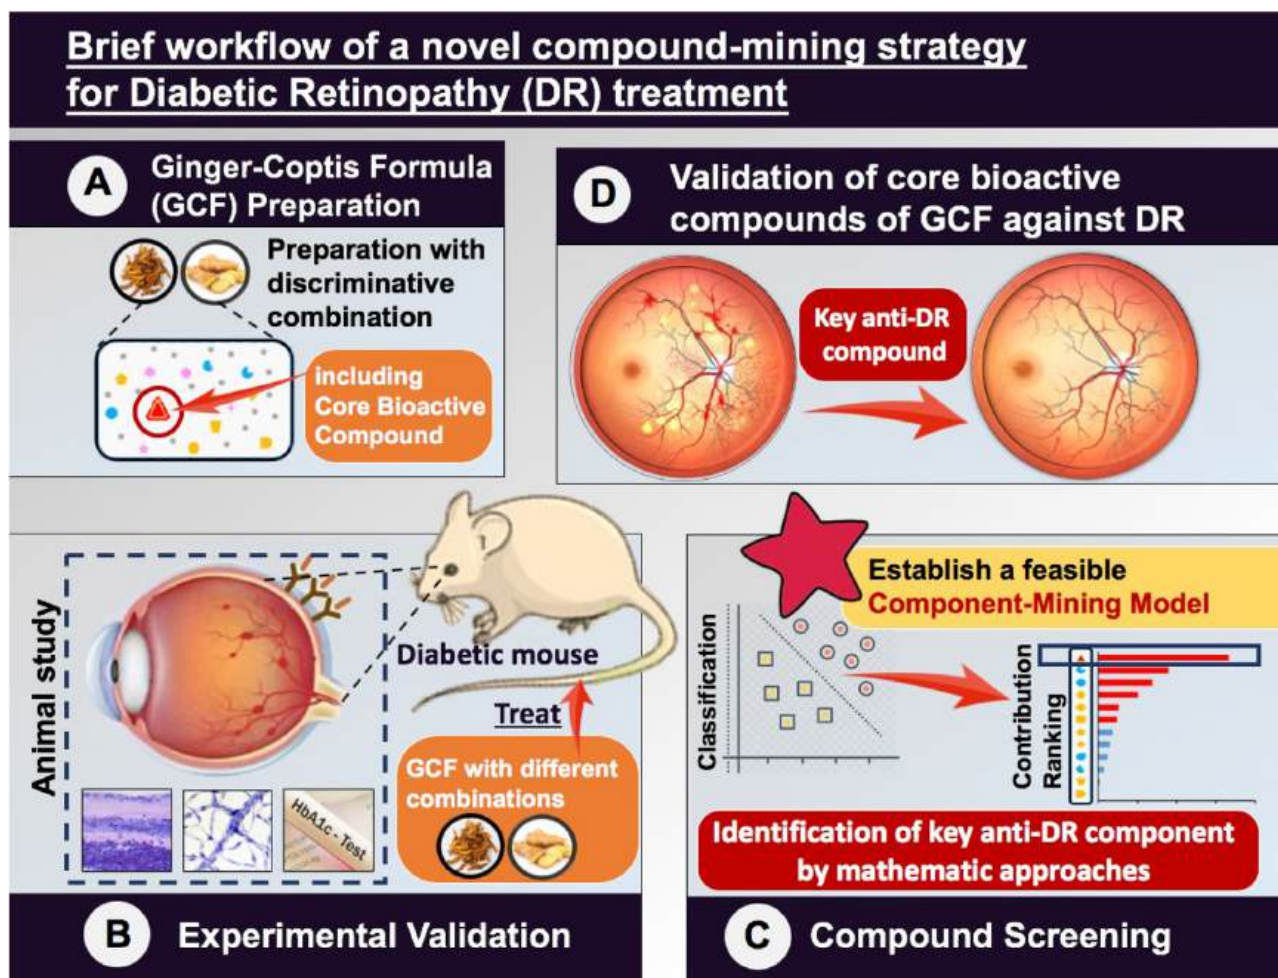 Brief workflow of a novel compound-mining strategy
for Diabetic Retinopathy (DR) treatment
A
Ginger-Coptis Formula
(GCF) Preparation
Preparation with
discriminative
combination
including
Core Bioactive
Compound
D
Validation of core bioactive
compounds of GCF against DR
Key anti-DR
compound
Animal study
Diabetic mouse
Treat
GCF with different
combinations
HbA1c - Test
B
Experimental Validation
Establish a feasible
Component-Mining Model
Classification
Contribution
Ranking
Identification of key anti-DR component
by mathematic approaches
C
Compound Screening